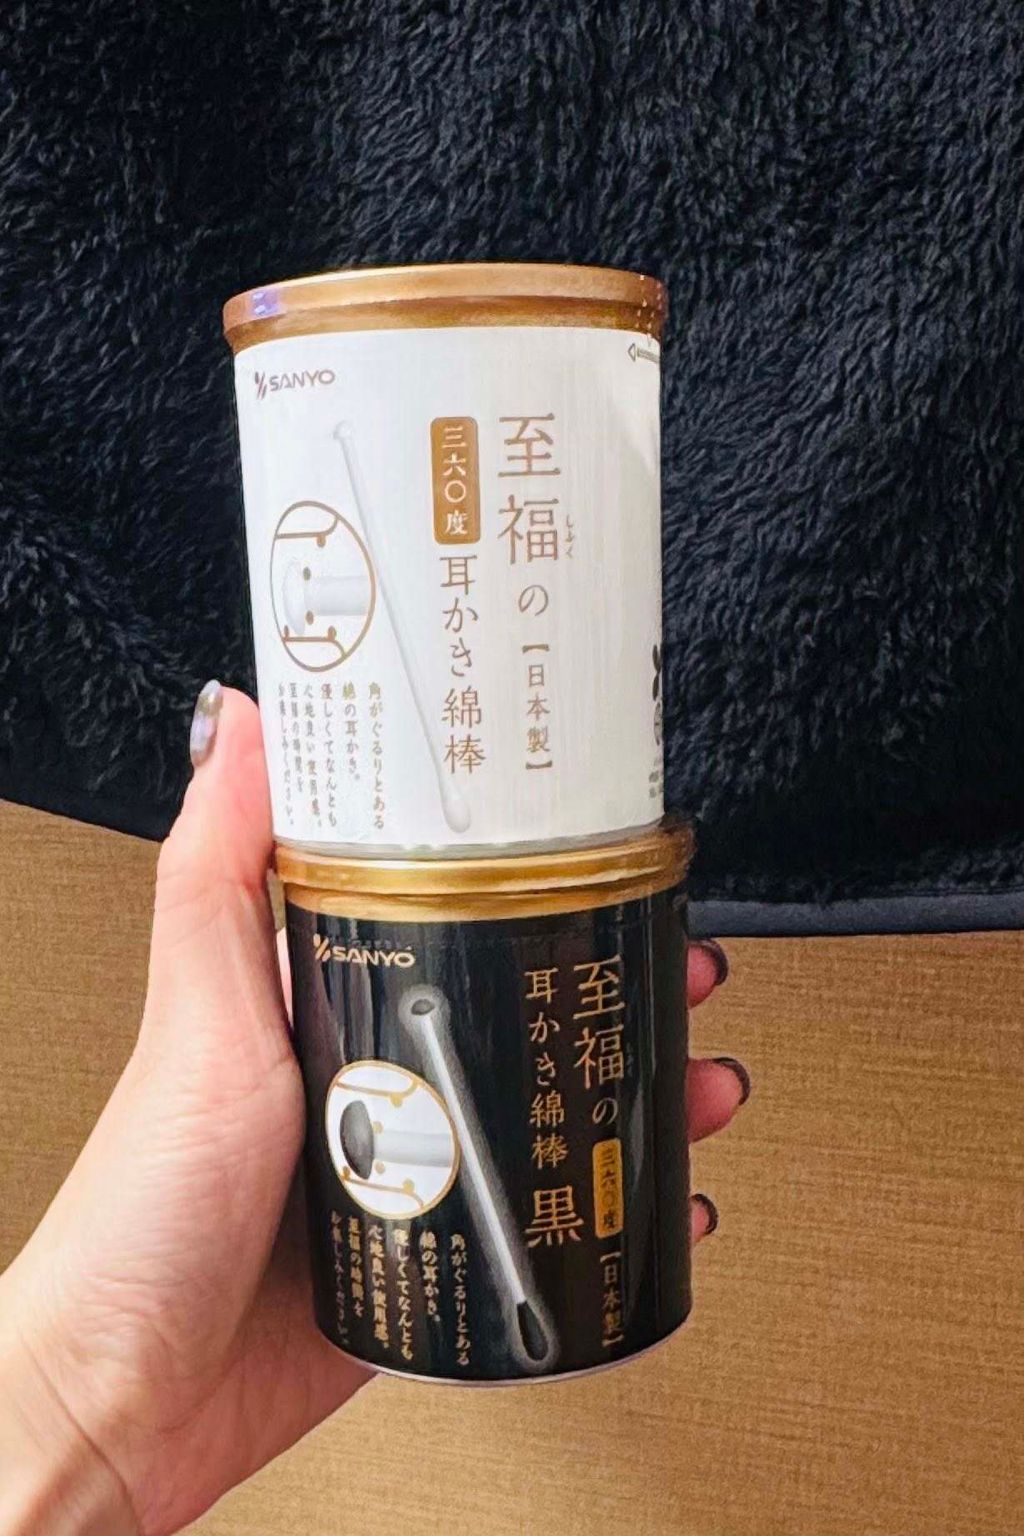 SANYO
至福の【日本製】
しふく
三六〇度
耳かき綿棒
角がぐるりとある
綿の耳かき。
優しくてなんとも
心地良い使用感。
至福の時間を
お楽しみください。
SANYO
至福の三六〇度【日本製】
しふく
耳かき綿棒 黒
角がぐるりとある
綿の耳かき。
優しくてなんとも
心地良い使用感。
至福の時間を
お楽しみください。